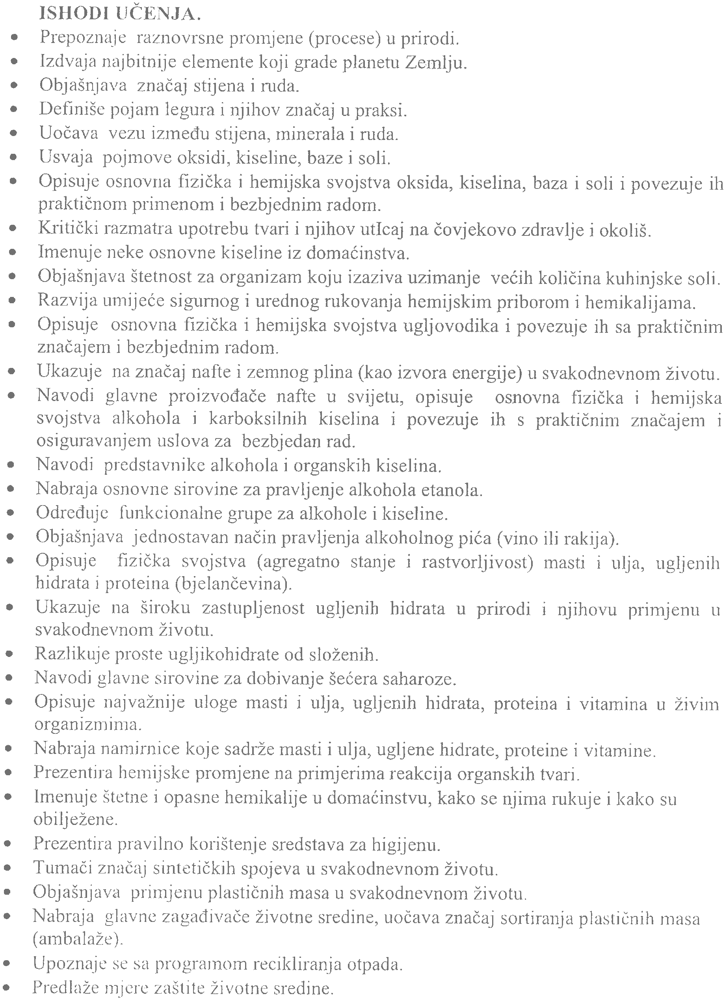 ISHODI UČENJA.
• Prepoznaje raznovrsne promjene (procese) u prirodi.
• Izdvaja najbitnije elemente koji grade planetu Zemlju.
• Objašnjava značaj stijena i ruda.
• Definiše pojam legura i njihov značaj u praksi.
• Uočava vezu između stijena, minerala i ruda.
• Usvaja pojmove oksidi, kiseline, baze i soli.
• Opisuje osnovna fizička i hemijska svojstva oksida, kiselina, baza i soli i povezuje ih
praktičnom primenom i bezbjednim radom.
• Kritički razmatra upotrebu tvari i njihov utIcaj na čovjekovo zdravlje i okoliš.
• Imenuje neke osnovne kiseline iz domaćinstva.
• Objašnjava štetnost za organizam koju izaziva uzimanje većih količina kuhinjske soli.
• Razvija umijeće sigurnog i urednog rukovanja hemijskim priborom i hemikalijama.
• Opisuje osnovna fizička i hemijska svojstva ugljovodika i povezuje ih sa praktičnim
značajem i bezbjednim radom.
• Ukazuje na značaj nafte i zemnog plina (kao izvora energije) u svakodnevnom životu.
• Navodi glavne proizvođače nafte u svijetu, opisuje osnovna fizička i hemijska
svojstva alkohola i karboksilnih kiselina i povezuje ih s praktičnim značajem i
osiguravanjem uslova za bezbjedan rad.
• Navodi predstavnike alkohola i organskih kiselina.
• Nabraja osnovne sirovine za pravljenje alkohola etanola.
• Određuje funkcionalne grupe za alkohole i kiseline.
• Objašnjava jednostavan način pravljenja alkoholnog pića (vino ili rakija).
• Opisuje fizička svojstva (agregatno stanje i rastvorljivost) masti i ulja, ugljenih
hidrata i proteina (bjelančevina).
• Ukazuje na široku zastupljenost ugljenih hidrata u prirodi i njihovu primjenu u
svakodnevnom životu.
• Razlikuje proste ugljikohidrate od složenih.
• Navodi glavne sirovine za dobivanje šećera saharoze.
• Opisuje najvažnije uloge masti i ulja, ugljenih hidrata, proteina i vitamina u živim
organizmima.
• Nabraja namirnice koje sadrže masti i ulja, ugljene hidrate, proteine i vitamine.
• Prezentira hemijske promjene na primjerima reakcija organskih tvari.
• Imenuje štetne i opasne hemikalije u domaćinstvu, kako se njima rukuje i kako su
obilježene.
• Prezentira pravilno korištenje sredstava za higijenu.
• Tumači značaj sintetičkih spojeva u svakodnevnom životu.
• Objašnjava primjenu plastičnih masa u svakodnevnom životu.
• Nabraja glavne zagađivače životne sredine, uočava značaj sortiranja plastičnih masa
(ambalaže).
• Upoznaje se sa programom recikliranja otpada.
• Predlaže mjere zaštite životne sredine.